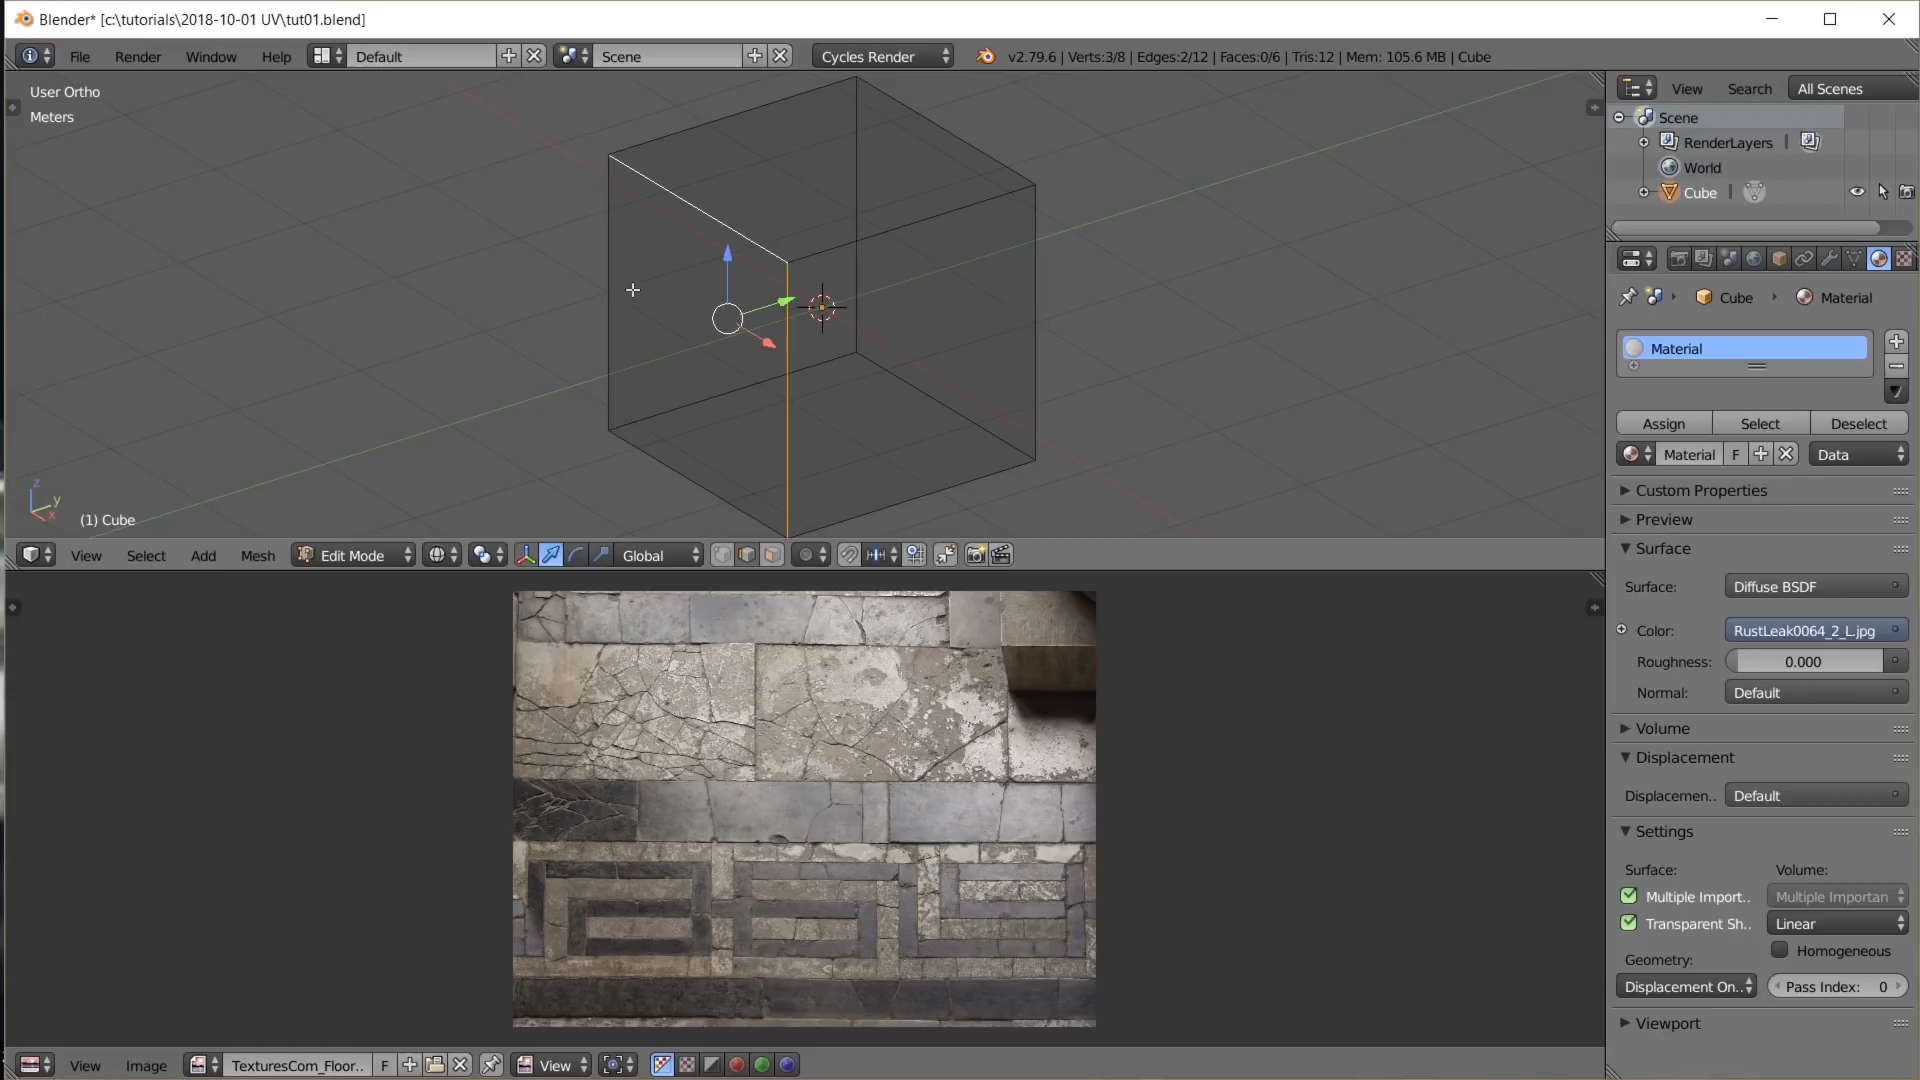 Blender* [c:\tutorials\2018-10-01 UV\tut01.blend]
File Render Window Help Default Scene Cycles Render v2.79.6 | Verts:3/8 | Edges:2/12 | Faces:0/6 | Tris:12 | Mem: 105.6 MB | Cube
User Ortho
Meters
z
y
x
(1) Cube
View Select Add Mesh Edit Mode Global
View Image TexturesCom_Floor.. F View
View Search All Scenes
Scene
RenderLayers |
World
Cube |
Cube Material
Material
Assign Select Deselect
Material F Data
Custom Properties
Preview
Surface
Surface: Diffuse BSDF
Color: RustLeak0064_2_L.jpg
Roughness: 0.000
Normal: Default
Volume
Displacement
Displacemen.. Default
Settings
Surface: Volume:
Multiple Import.. Multiple Importan
Transparent Sh.. Linear
Homogeneous
Geometry:
Displacement On.. Pass Index: 0
Viewport